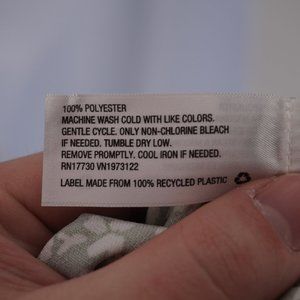 100% POLYESTER
MACHINE WASH COLD WITH LIKE COLORS.
GENTLE CYCLE. ONLY NON-CHLORINE BLEACH
IF NEEDED. TUMBLE DRY LOW.
REMOVE PROMPTLY. COOL IRON IF NEEDED.
RN17730 VN1973122
LABEL MADE FROM 100% RECYCLED PLASTIC